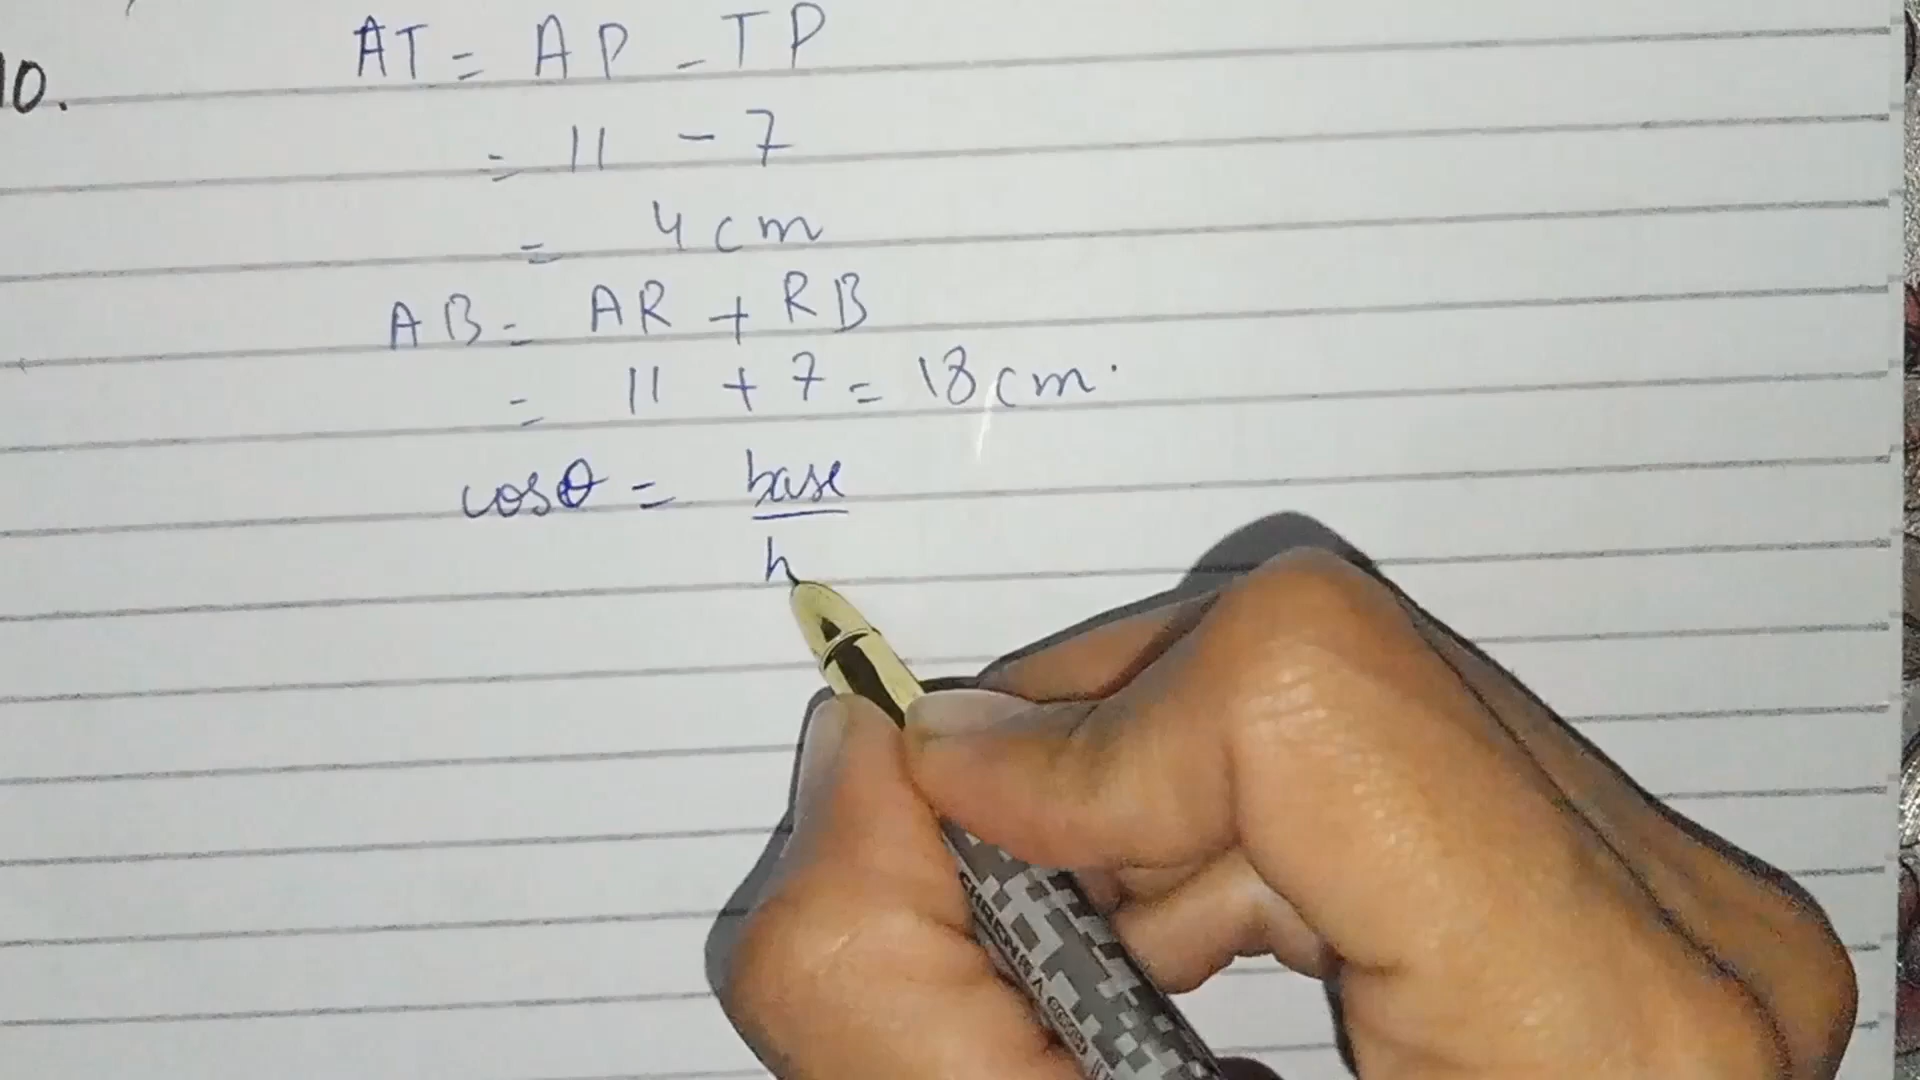 10. AT = AP - TP
= 11 - 7
= 4 cm
AB = AR + RB
= 11 + 7 = 18 cm.
cosθ = base
h